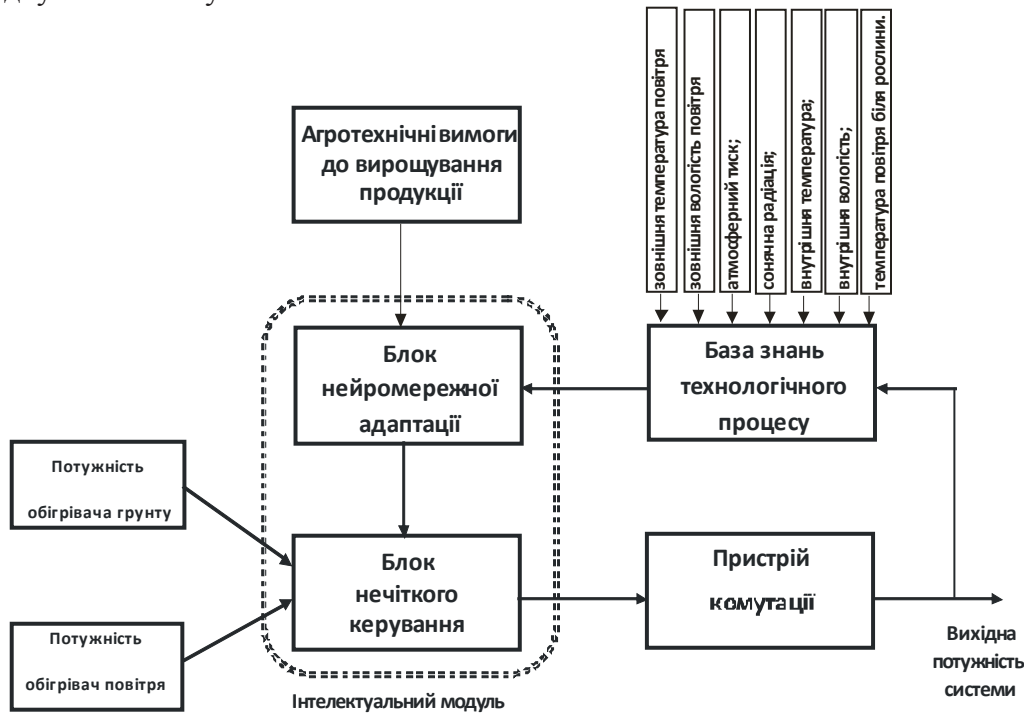 зовнішня температура повітря
зовнішня вологість повітря
атмосферний тиск;
сонячна радіація;
внутрішня температура;
внутрішня вологість;
температура повітря біля рослини.
Агротехнічні вимоги
до вирощування
продукції
Блок
нейромережної
адаптації
База знань
технологічного
процесу
Потужність
обігрівача грунту
Блок
нечіткого
керування
Пристрій
комутації
Потужність
обігрівач повітря
Вихідна
потужність
системи
Інтелектуальний модуль